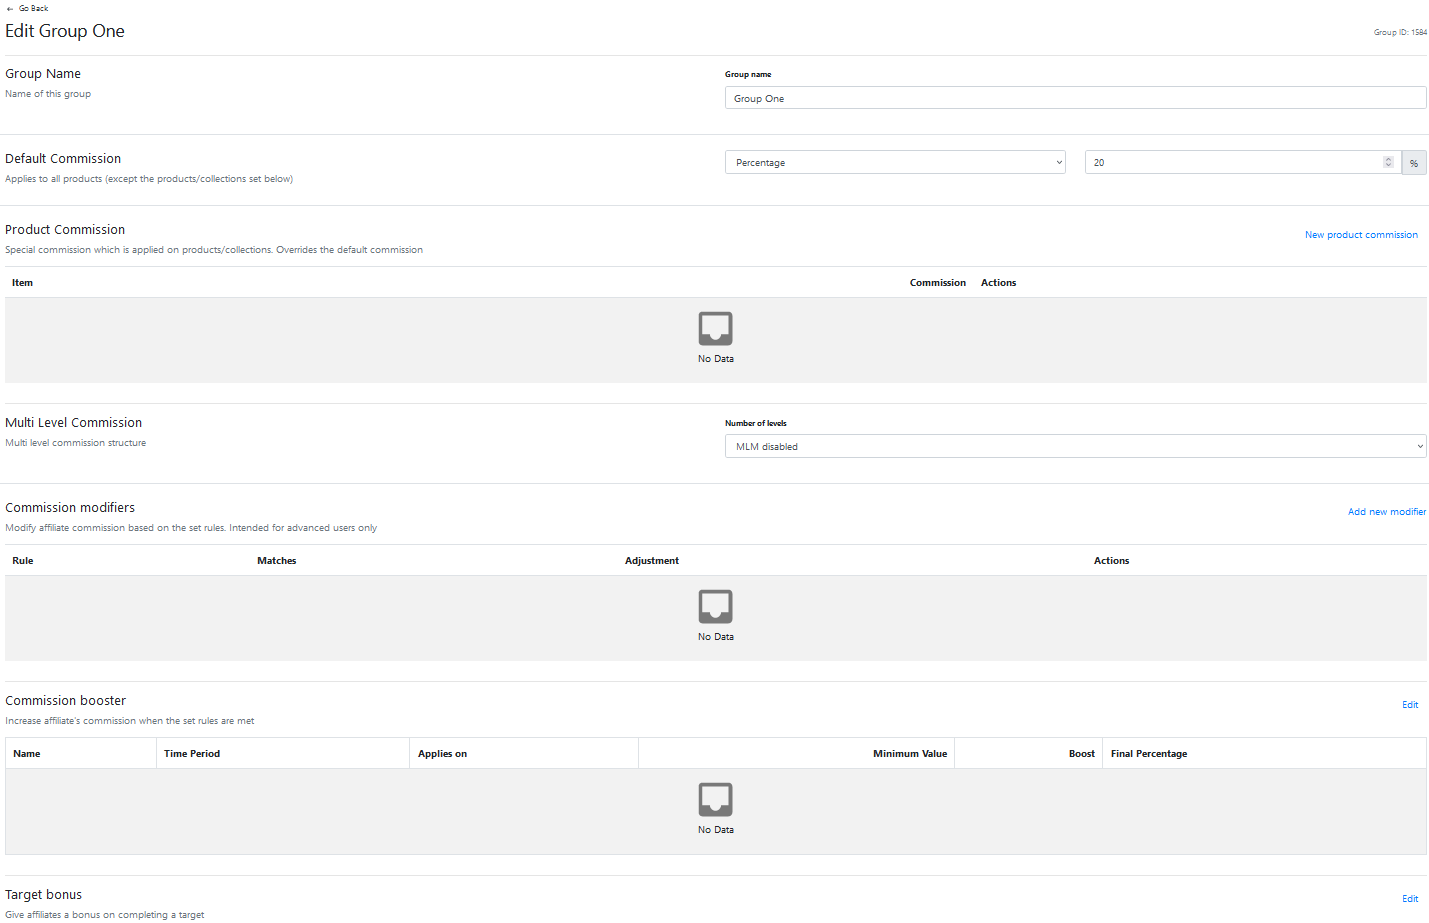 ← Go Back
Edit Group One
Group ID: 1584
Group Name
Name of this group
Group name
Group One
Default Commission
Applies to all products (except the products/collections set below)
Percentage
20
%
Product Commission
Special commission which is applied on products/collections. Overrides the default commission
New product commission
Item Commission Actions
No Data
Multi Level Commission
Multi level commission structure
Number of levels
MLM disabled
Commission modifiers
Modify affiliate commission based on the set rules. Intended for advanced users only
Add new modifier
Rule Matches Adjustment Actions
No Data
Commission booster
Increase affiliate's commission when the set rules are met
Edit
Name Time Period Applies on Minimum Value Boost Final Percentage
No Data
Target bonus
Give affiliates a bonus on completing a target
Edit